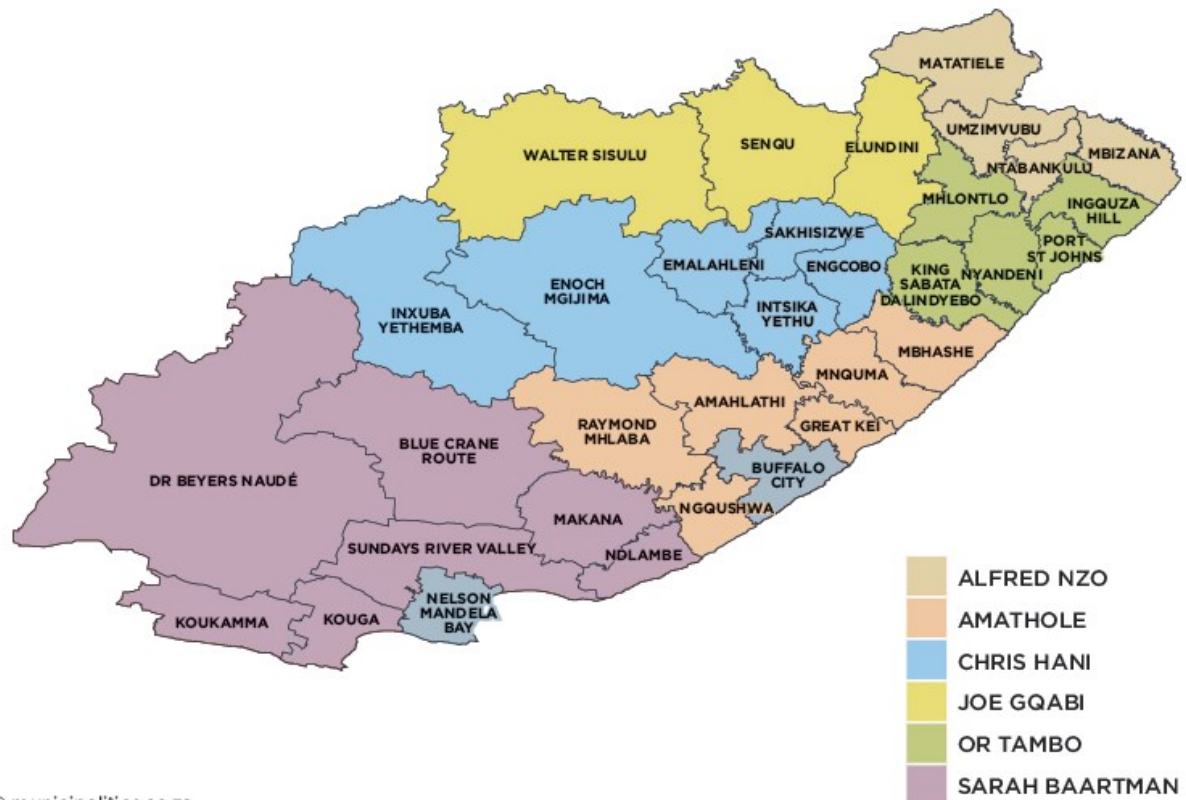 MATATIELE
UMZIMVUBU
MBIZANA
NTABANKULU
WALTER SISULU
SENQU
ELUNDINI
MHLONTLO
INGQUZA
HILL
PORT
ST JOHNS
NYANDENI
KING
SABATA
DALINDYEBO
SAKHISIZWE
EMALAHLENI
ENGCOBO
ENOCH
MGIJIMA
INTSIKA
YETHU
INXUBA
YETHEMBA
MBHASHE
MNQUMA
AMAHLATHI
GREAT KEI
RAYMOND
MHLABA
BLUE CRANE
ROUTE
BUFFALO
CITY
DR BEYERS NAUDÉ
NGQUSHWA
MAKANA
SUNDAYS RIVER VALLEY
NDLAMBE
NELSON
MANDELA
BAY
KOUKAMMA
KOUGA
ALFRED NZO
AMATHOLE
CHRIS HANI
JOE GQABI
OR TAMBO
SARAH BAARTMAN